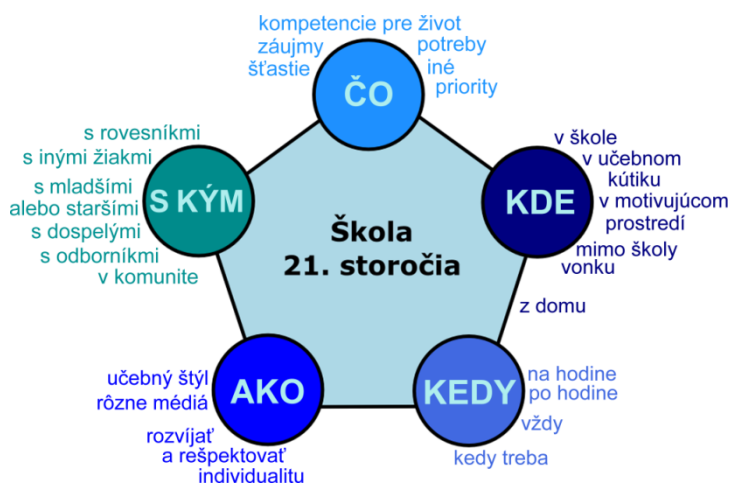 kompetencie pre život
záujmy
potreby
šťastie
iné
priority
ČO
s rovesníkmi
s inými žiakmi
s mladšími
alebo staršími
s dospelými
s odborníkmi
v komunite
S KÝM
v škole
v učebnom
kútiku
v motivujúcom
prostredí
mimo školy
vonku
z domu
KDE
Škola
21. storočia
učebný štýl
rôzne médiá
rozvíjať
a rešpektovať
individualitu
AKO
KEDY
na hodine
po hodine
vždy
kedy treba